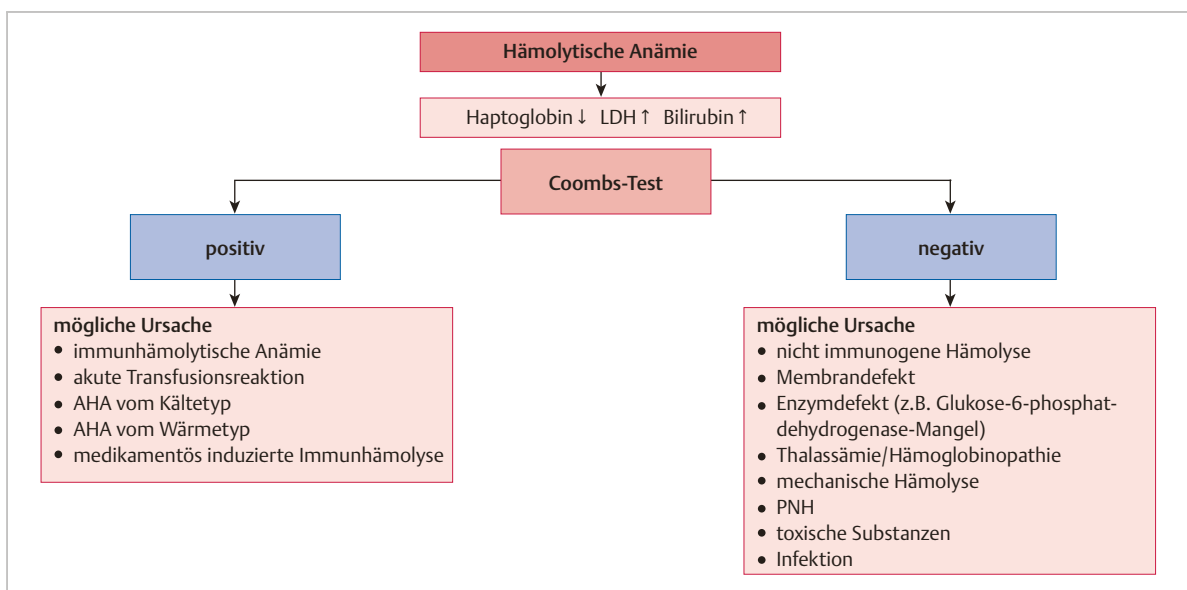 Hämolytische Anämie
Haptoglobin ↓ LDH ↑ Bilirubin ↑
Coombs-Test
positiv
negativ
mögliche Ursache
• immunhämolytische Anämie
• akute Transfusionsreaktion
• AHA vom Kältetyp
• AHA vom Wärmetyp
• medikamentös induzierte Immunhämolyse
mögliche Ursache
• nicht immunogene Hämolyse
• Membrandefekt
• Enzymdefekt (z.B. Glukose-6-phosphat-
dehydrogenase-Mangel)
• Thalassämie/Hämoglobinopathie
• mechanische Hämolyse
• PNH
• toxische Substanzen
• Infektion